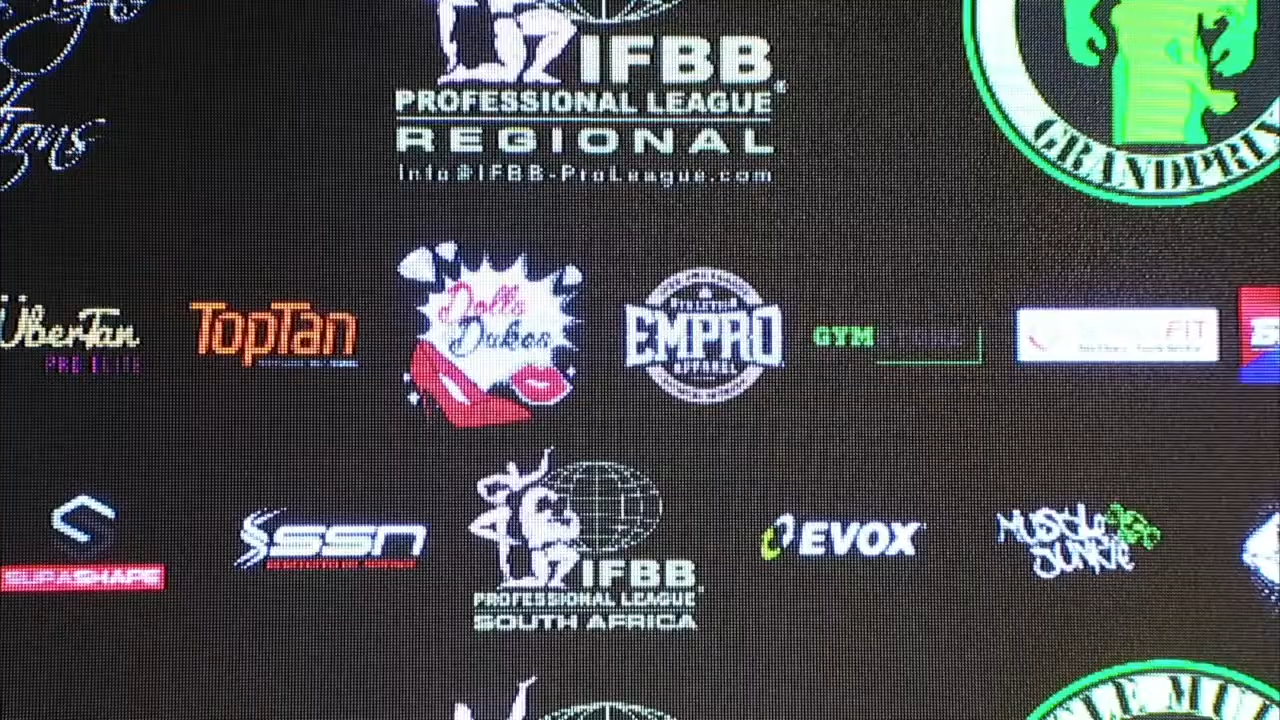 IFBB
PROFESSIONAL LEAGUE
REGIONAL
Info@IFBB-ProLeague.com
GRANDPRIX
ÜberTan
PRO ELITE
TopTan
Dolls
Dukes
EMPRO
APPAREL
GYM
FIT
SUPASHAPE
SSN
IFBB
PROFESSIONAL LEAGUE
SOUTH AFRICA
EVOX
MUSCLE
JUNKIE